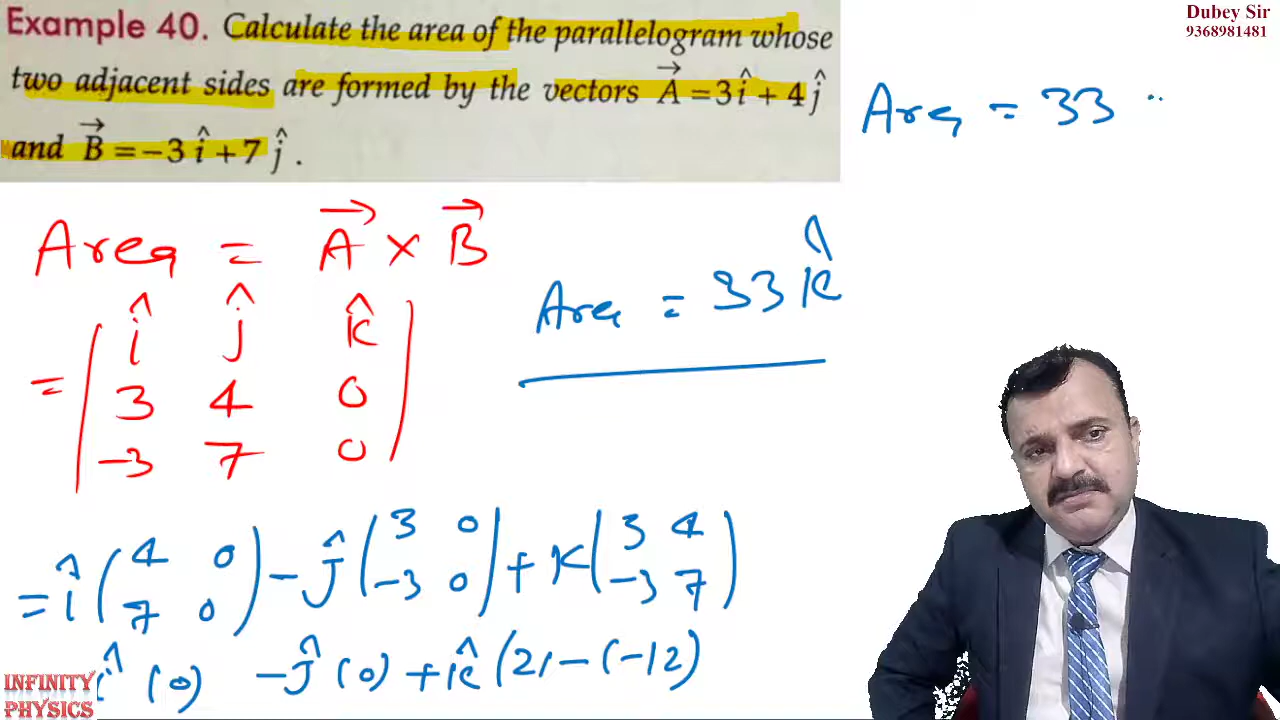 Example 40. Calculate the area of the parallelogram whose
two adjacent sides are formed by the vectors A⃗ = 3î + 4ĵ
and B⃗ = −3î + 7ĵ .
Dubey Sir
9368981481
Area = 33
Area = A⃗ × B⃗
= | î ĵ k̂ |
3 4 0
−3 7 0
Area = 33 k̂
= î (4 0 7 0) − ĵ (3 0 −3 0) + k (3 4 −3 7)
î (0) − ĵ (0) + k̂ (21 − (−12)
INFINITY
PHYSICS